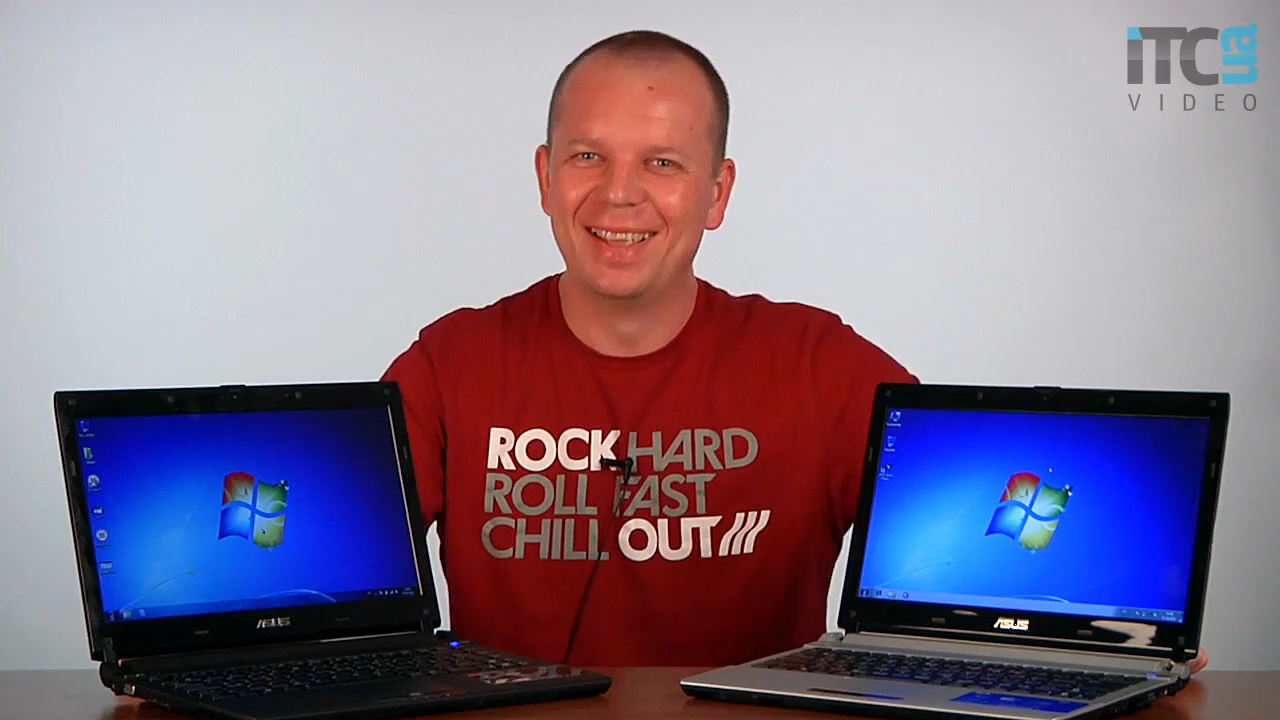 iTC ua
VIDEO
ROCK HARD
ROLL FAST
CHILL OUT ///
ASUS
ASUS